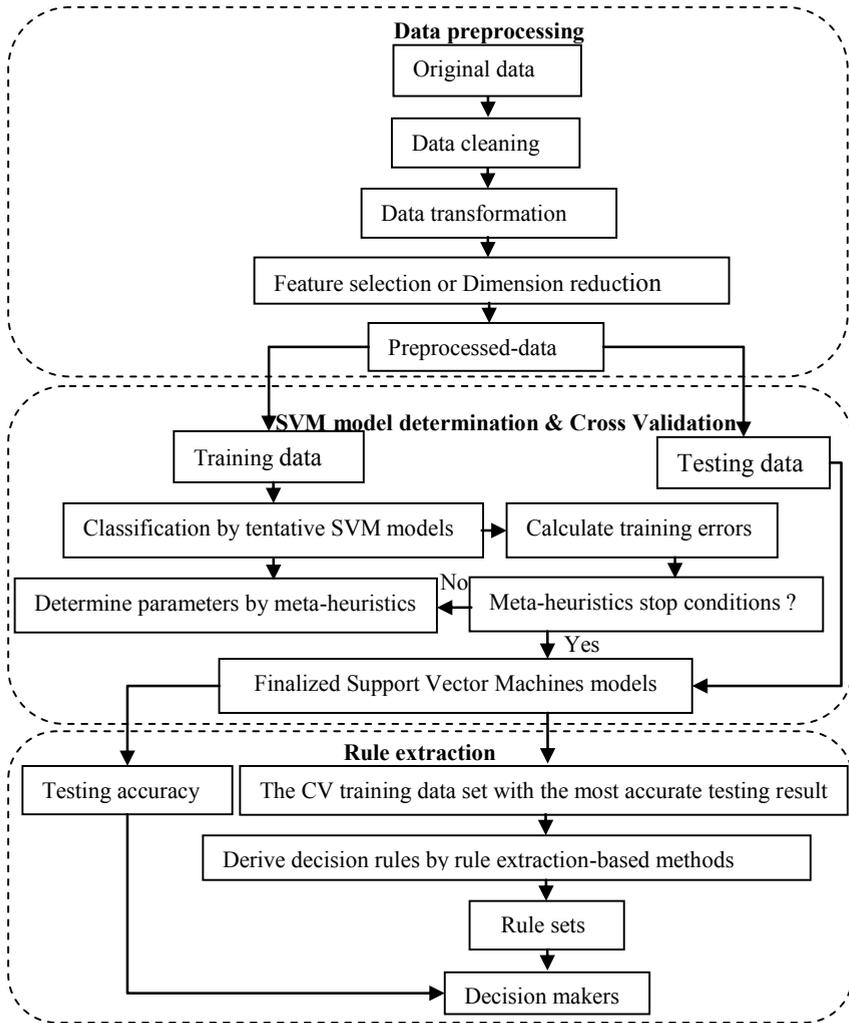 Data preprocessing
Original data
Data cleaning
Data transformation
Feature selection or Dimension reduction
Preprocessed-data
SVM model determination & Cross Validation
Training data
Testing data
Classification by tentative SVM models
Calculate training errors
Determine parameters by meta-heuristics
No
Meta-heuristics stop conditions ?
Yes
Finalized Support Vector Machines models
Rule extraction
Testing accuracy
The CV training data set with the most accurate testing result
Derive decision rules by rule extraction-based methods
Rule sets
Decision makers